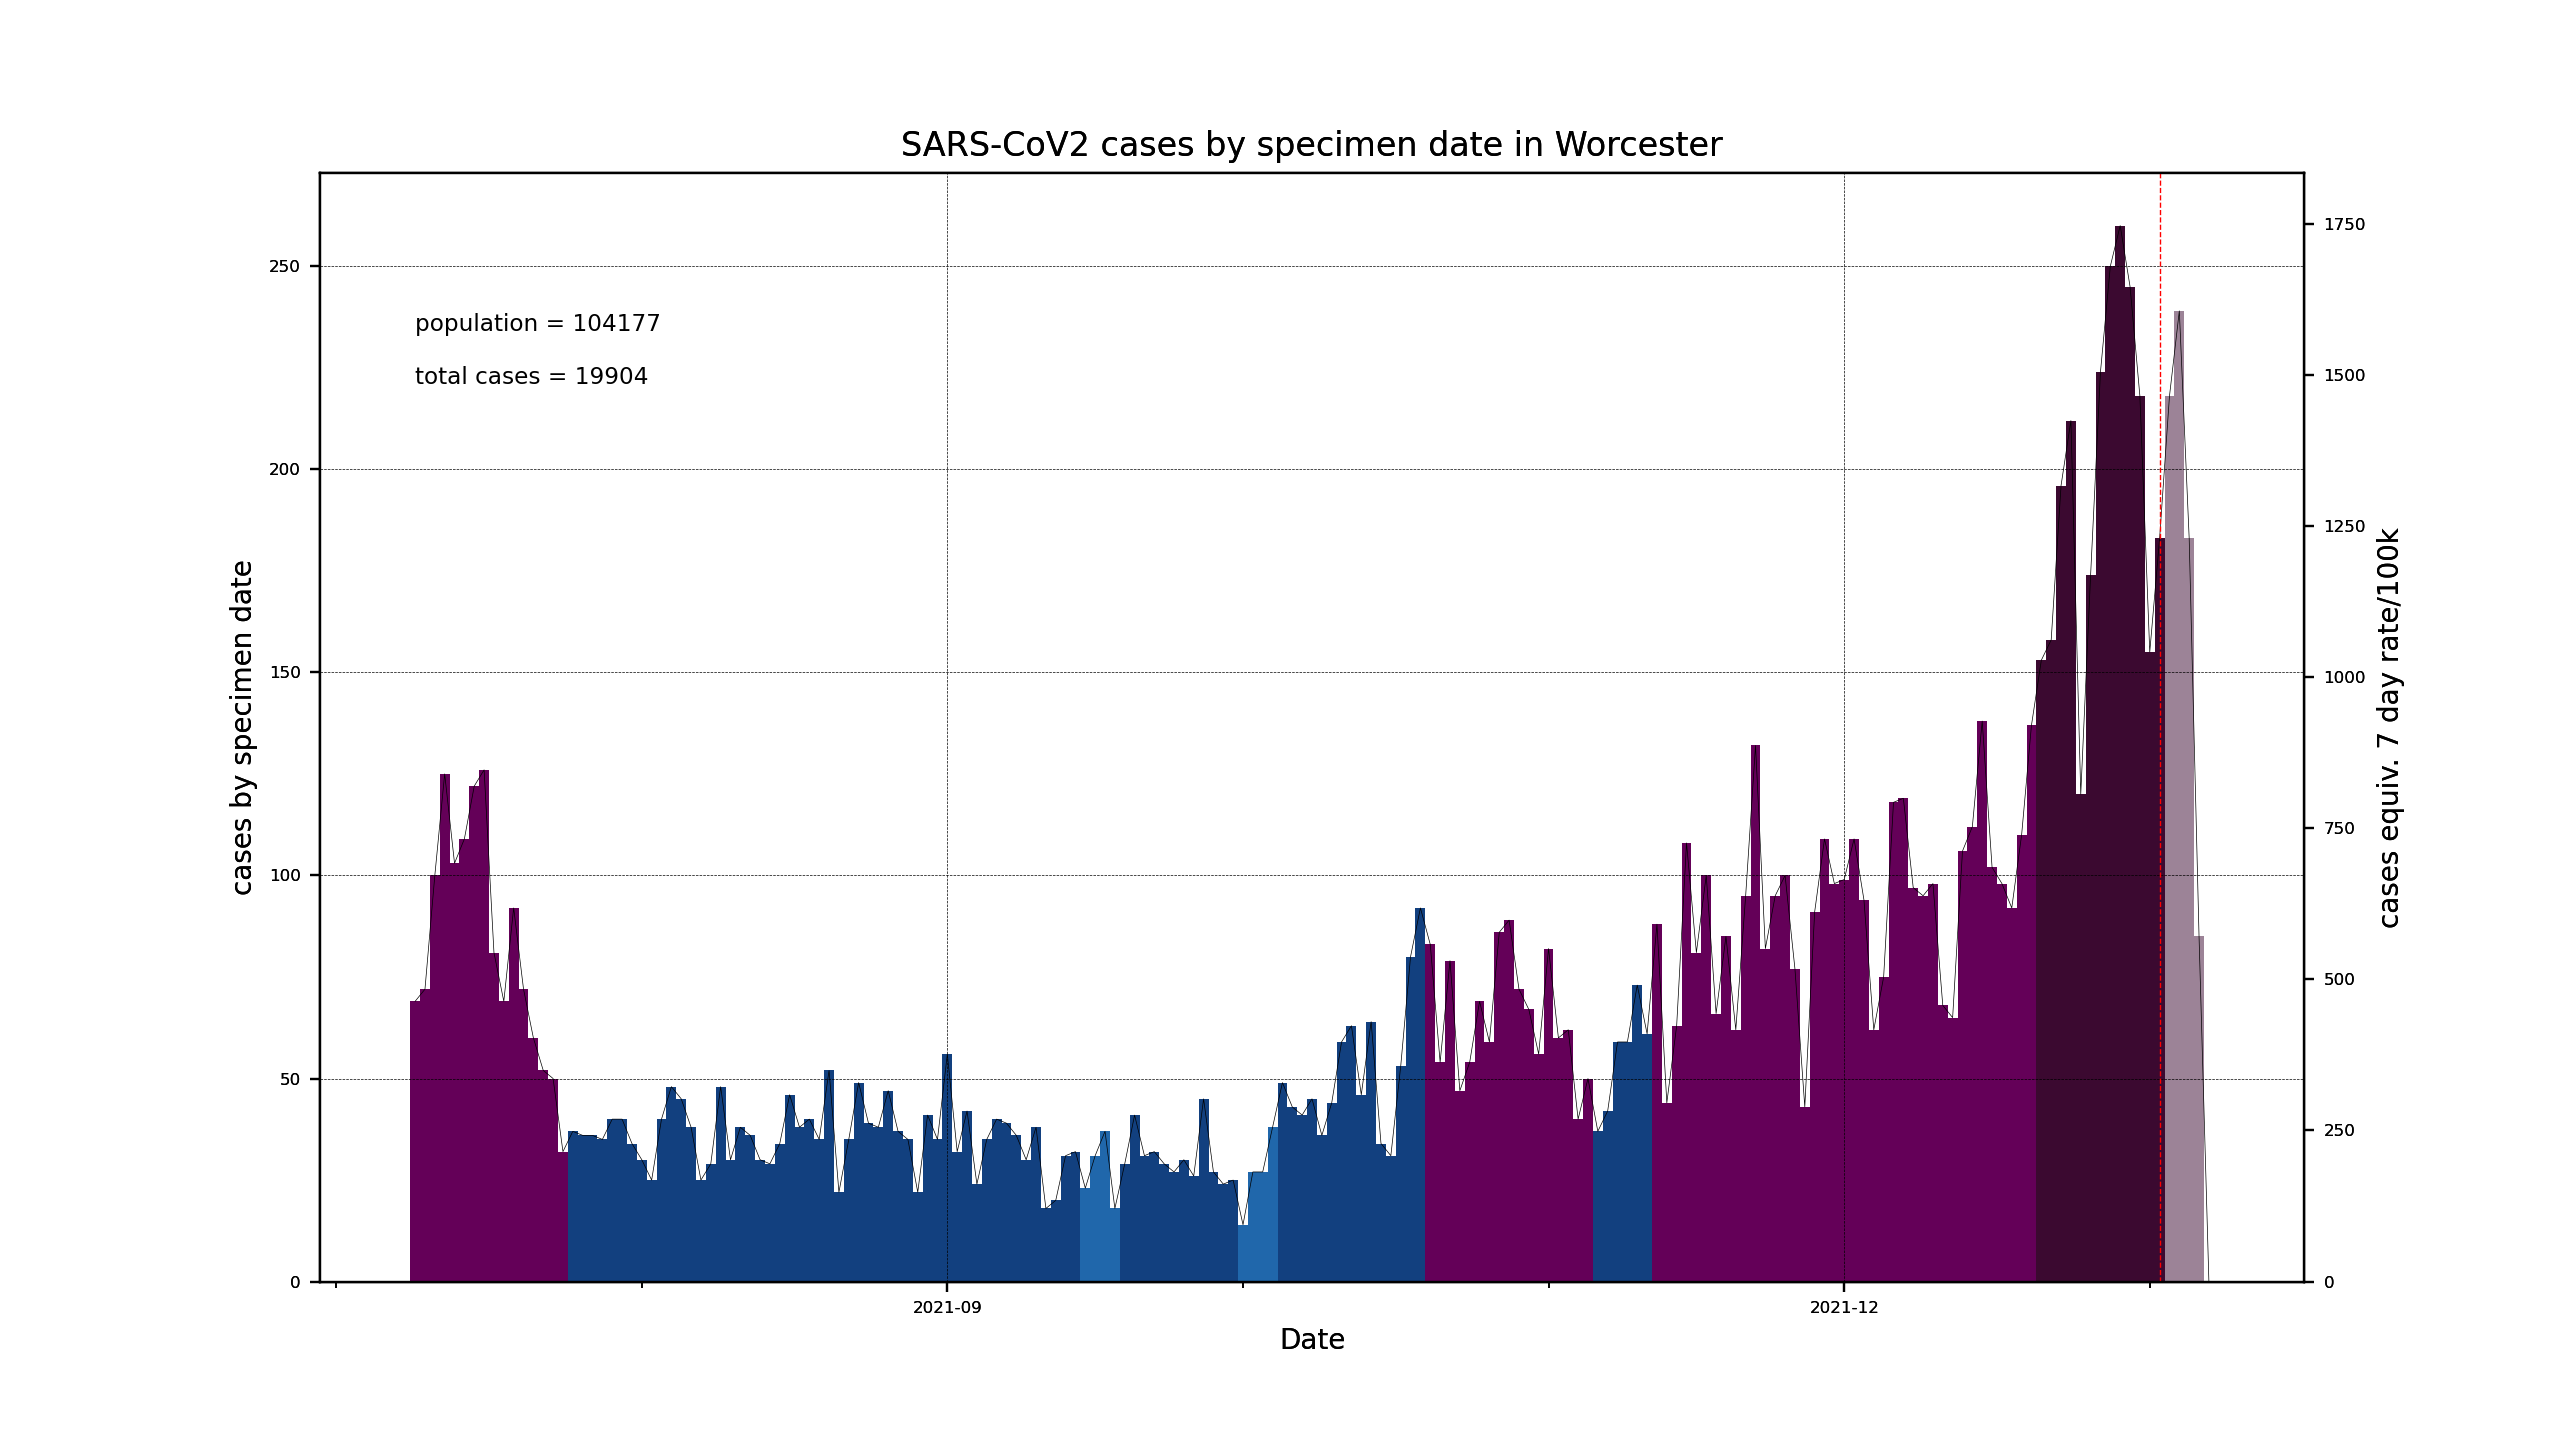 SARS-CoV2 cases by specimen date in Worcester
population = 104177
total cases = 19904
cases by specimen date
250
200
150
100
50
0
cases equiv. 7 day rate/100k
1750
1500
1250
1000
750
500
250
0
2021-09
2021-12
Date